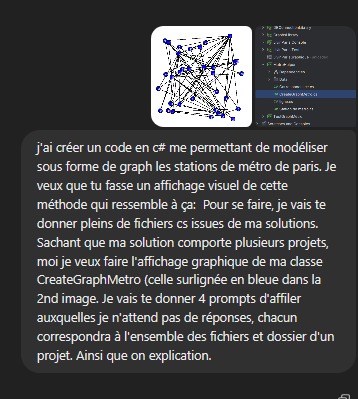 Console
Data
CreateGraphMetro.cs
j'ai créer un code en c# me permettant de modéliser
sous forme de graph les stations de métro de paris. Je
veux que tu fasse un affichage visuel de cette
méthode qui ressemble à ça:  Pour se faire, je vais te
donner pleins de fichiers cs issues de ma solutions.
Sachant que ma solution comporte plusieurs projets,
moi je veux faire l'affichage graphique de ma classe
CreateGraphMetro (celle surlignée en bleue dans la
2nd image. Je vais te donner 4 prompts d'affiler
auxquelles je n'attend pas de réponses, chacun
correspondra à l'ensemble des fichiers et dossier d'un
projet. Ainsi que on explication.